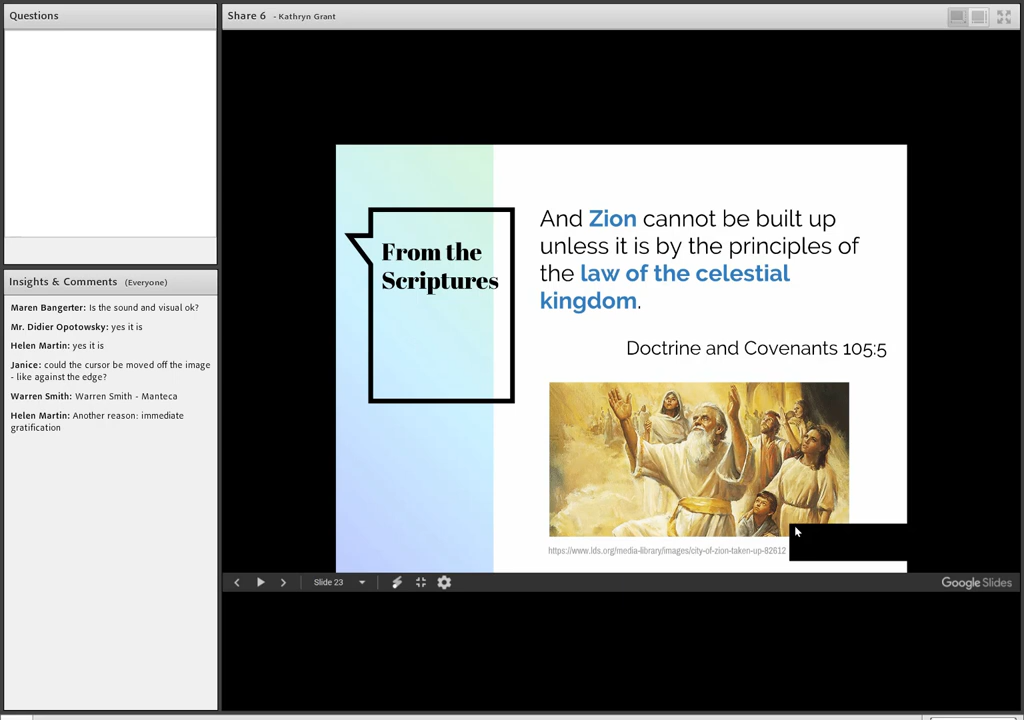 Questions
Share 6 - Kathryn Grant
Insights & Comments (Everyone)
Maren Bangerter: Is the sound and visual ok?
Mr. Didier Opotowsky: yes it is
Helen Martin: yes it is
Janice: could the cursor be moved off the image
- like against the edge?
Warren Smith: Warren Smith - Manteca
Helen Martin: Another reason: immediate
gratification
From the
Scriptures
And Zion cannot be built up
unless it is by the principles of
the law of the celestial
kingdom.
Doctrine and Covenants 105:5
https://www.lds.org/media-library/images/city-of-zion-taken-up-82612
Slide 23
Google Slides